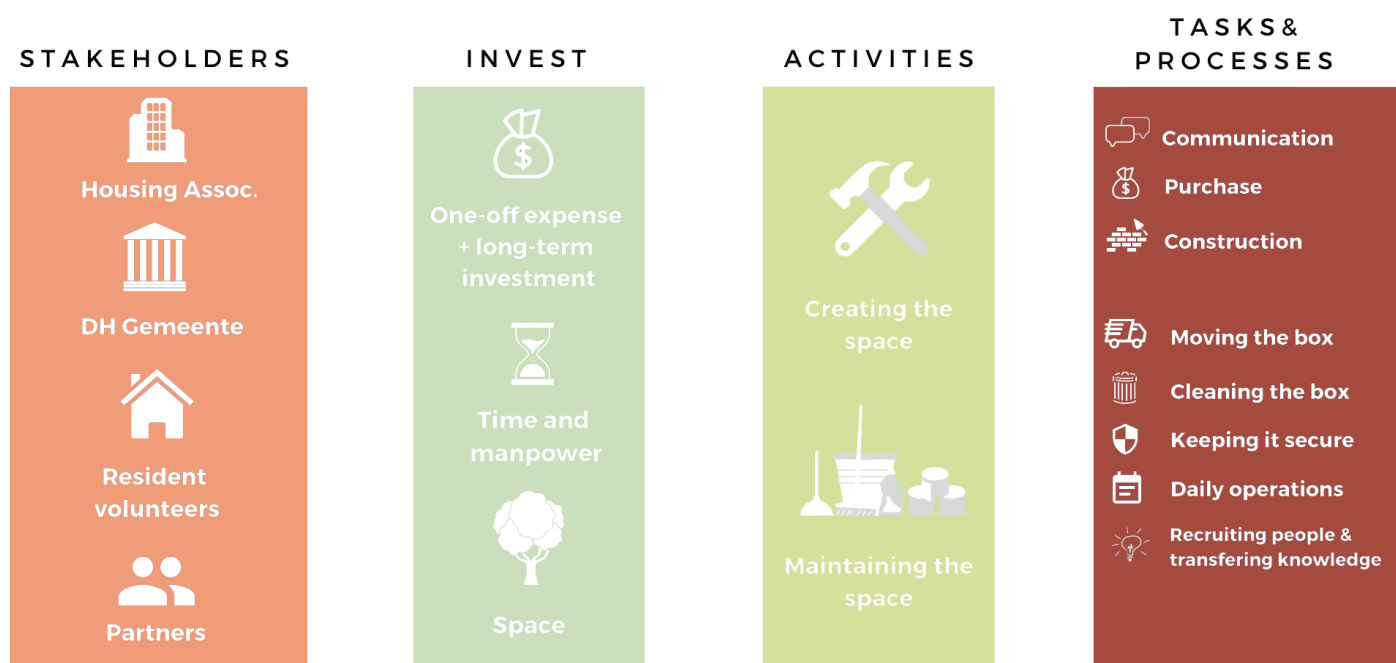 STAKEHOLDERS
Housing Assoc.
DH Gemeente
Resident
volunteers
Partners
INVEST
$
One-off expense
+ long-term
investment
Time and
manpower
Space
ACTIVITIES
Creating the
space
Maintaining the
space
TASKS&
PROCESSES
Communication
$
Purchase
Construction
Moving the box
Cleaning the box
Keeping it secure
Daily operations
Recruiting people &
transfering knowledge